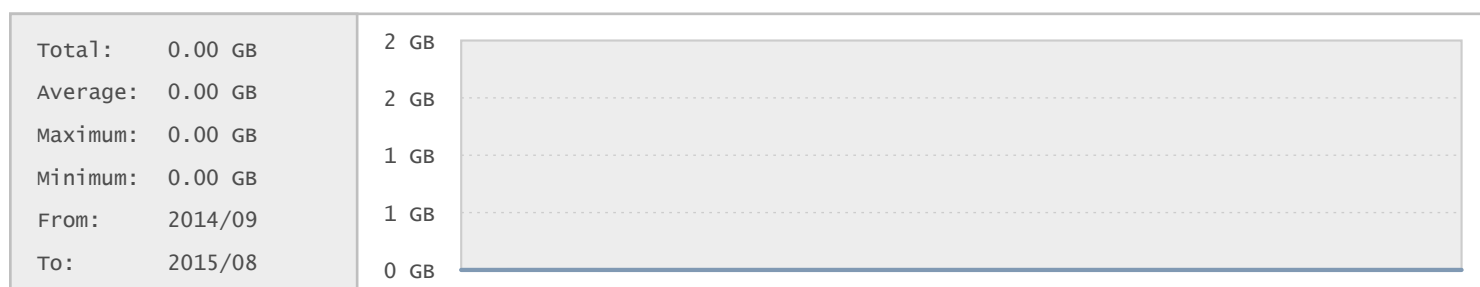 Total: 0.00 GB
Average: 0.00 GB
Maximum: 0.00 GB
Minimum: 0.00 GB
From: 2014/09
To: 2015/08
2 GB
2 GB
1 GB
1 GB
0 GB